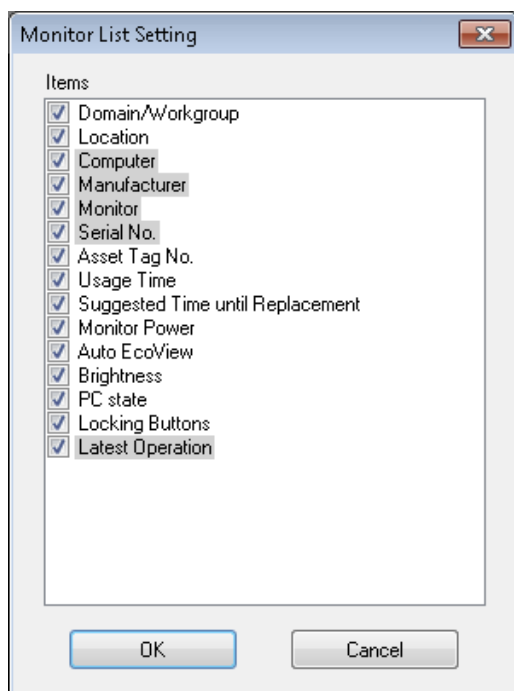 Monitor List Setting
Items
Domain/Workgroup
Location
Computer
Manufacturer
Monitor
Serial No.
Asset Tag No.
Usage Time
Suggested Time until Replacement
Monitor Power
Auto EcoView
Brightness
PC state
Locking Buttons
Latest Operation
OK
Cancel